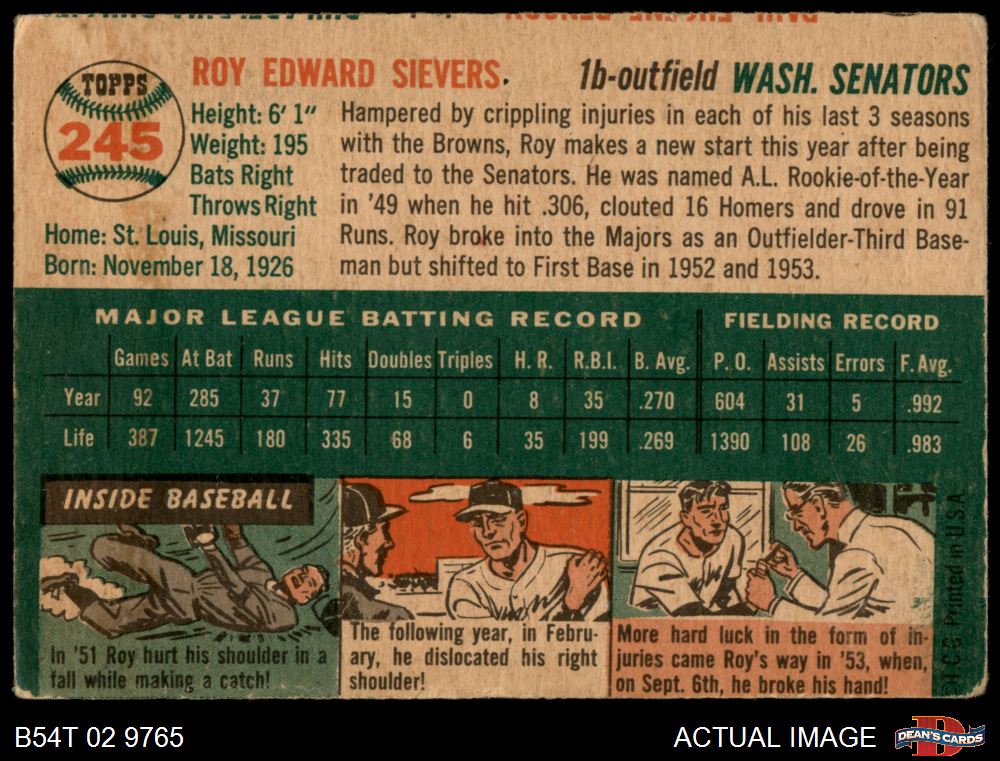 TOPPS
245
ROY EDWARD SIEVERS.
1b-outfield WASH. SENATORS
Height: 6' 1"
Weight: 195
Bats Right
Throws Right
Home: St. Louis, Missouri
Born: November 18, 1926
Hampered by crippling injuries in each of his last 3 seasons
with the Browns, Roy makes a new start this year after being
traded to the Senators. He was named A.L. Rookie-of-the-Year
in '49 when he hit .306, clouted 16 Homers and drove in 91
Runs. Roy broke into the Majors as an Outfielder-Third Base-
man but shifted to First Base in 1952 and 1953.
MAJOR LEAGUE BATTING RECORD FIELDING RECORD
Games At Bat Runs Hits Doubles Triples H. R. R.B.I. B. Avg. P. O. Assists Errors F. Avg.
Year 92 285 37 77 15 0 8 35 .270 604 31 5 .992
Life 387 1245 180 335 68 6 35 199 .269 1390 108 26 .983
INSIDE BASEBALL
In '51 Roy hurt his shoulder in a
fall while making a catch!
The following year, in Febru-
ary, he dislocated his right
shoulder!
More hard luck in the form of in-
juries came Roy's way in '53, when,
on Sept. 6th, he broke his hand!
©T.C.G. Printed in U.S.A.
B54T 02 9765
ACTUAL IMAGE
DEAN'S CARDS